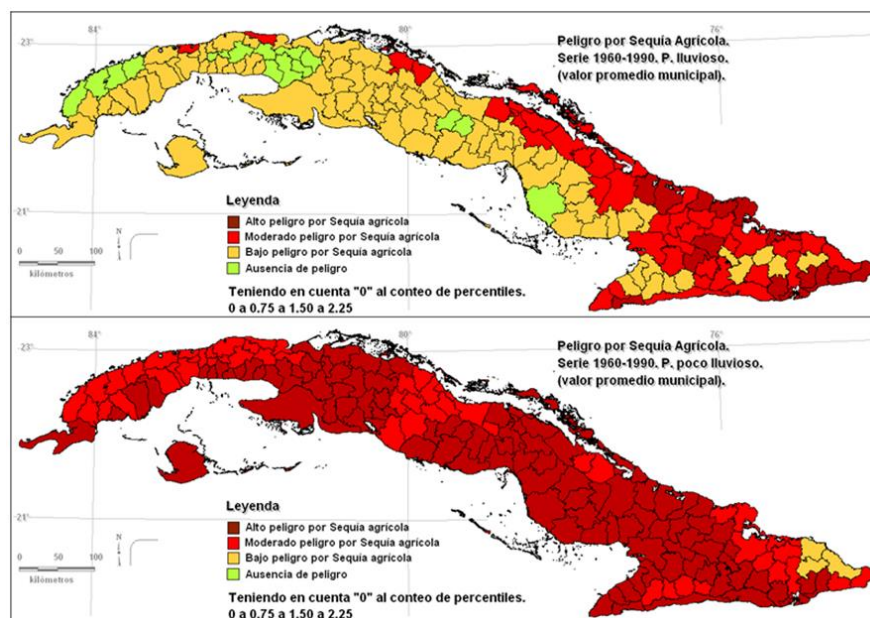 84°
80
76
23°
Peligro por Sequía Agrícola.
Serie 1960-1990. P. lluvioso.
(valor promedio municipal).
21°
N
Leyenda
Alto peligro por Sequía agrícola
Moderado peligro por Sequía agrícola
Bajo peligro por Sequía agrícola
Ausencia de peligro
0 50 100
kilómetros
Teniendo en cuenta "0" al conteo de percentiles.
0 a 0.75 a 1.50 a 2.25
84°
80
76
23°
Peligro por Sequía Agrícola.
Serie 1960-1990. P. poco lluvioso.
(valor promedio municipal).
21°
N
Leyenda
Alto peligro por Sequía agrícola
Moderado peligro por Sequía agrícola
Bajo peligro por Sequía agrícola
Ausencia de peligro
0 50 100
kilómetros
Teniendo en cuenta "0" al conteo de percentiles.
0 a 0.75 a 1.50 a 2.25